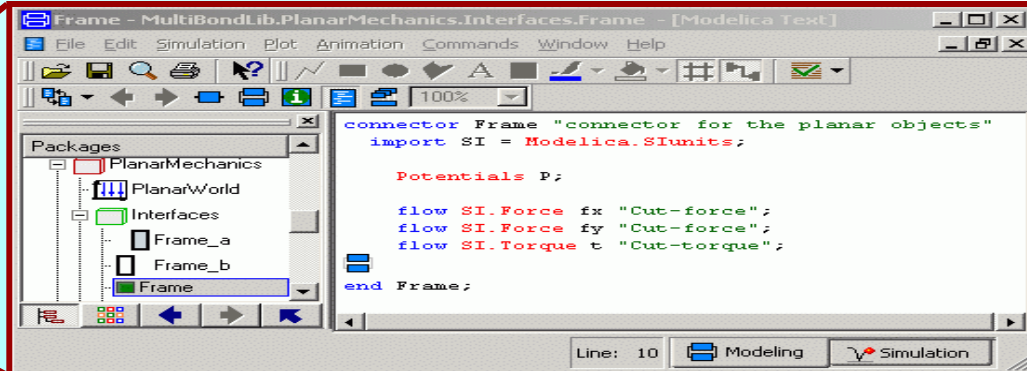 Frame - MultiBondLib.PlanarMechanics.Interfaces.Frame - [Modelica Text]
File Edit Simulation Plot Animation Commands Window Help
100%
Packages
PlanarMechanics
PlanarWorld
Interfaces
Frame_a
Frame_b
Frame
connector Frame "connector for the planar objects"
import SI = Modelica.SIunits;
Potentials P;
flow SI.Force fx "Cut-force";
flow SI.Force fy "Cut-force";
flow SI.Torque t "Cut-torque";
end Frame;
Line: 10 Modeling Simulation